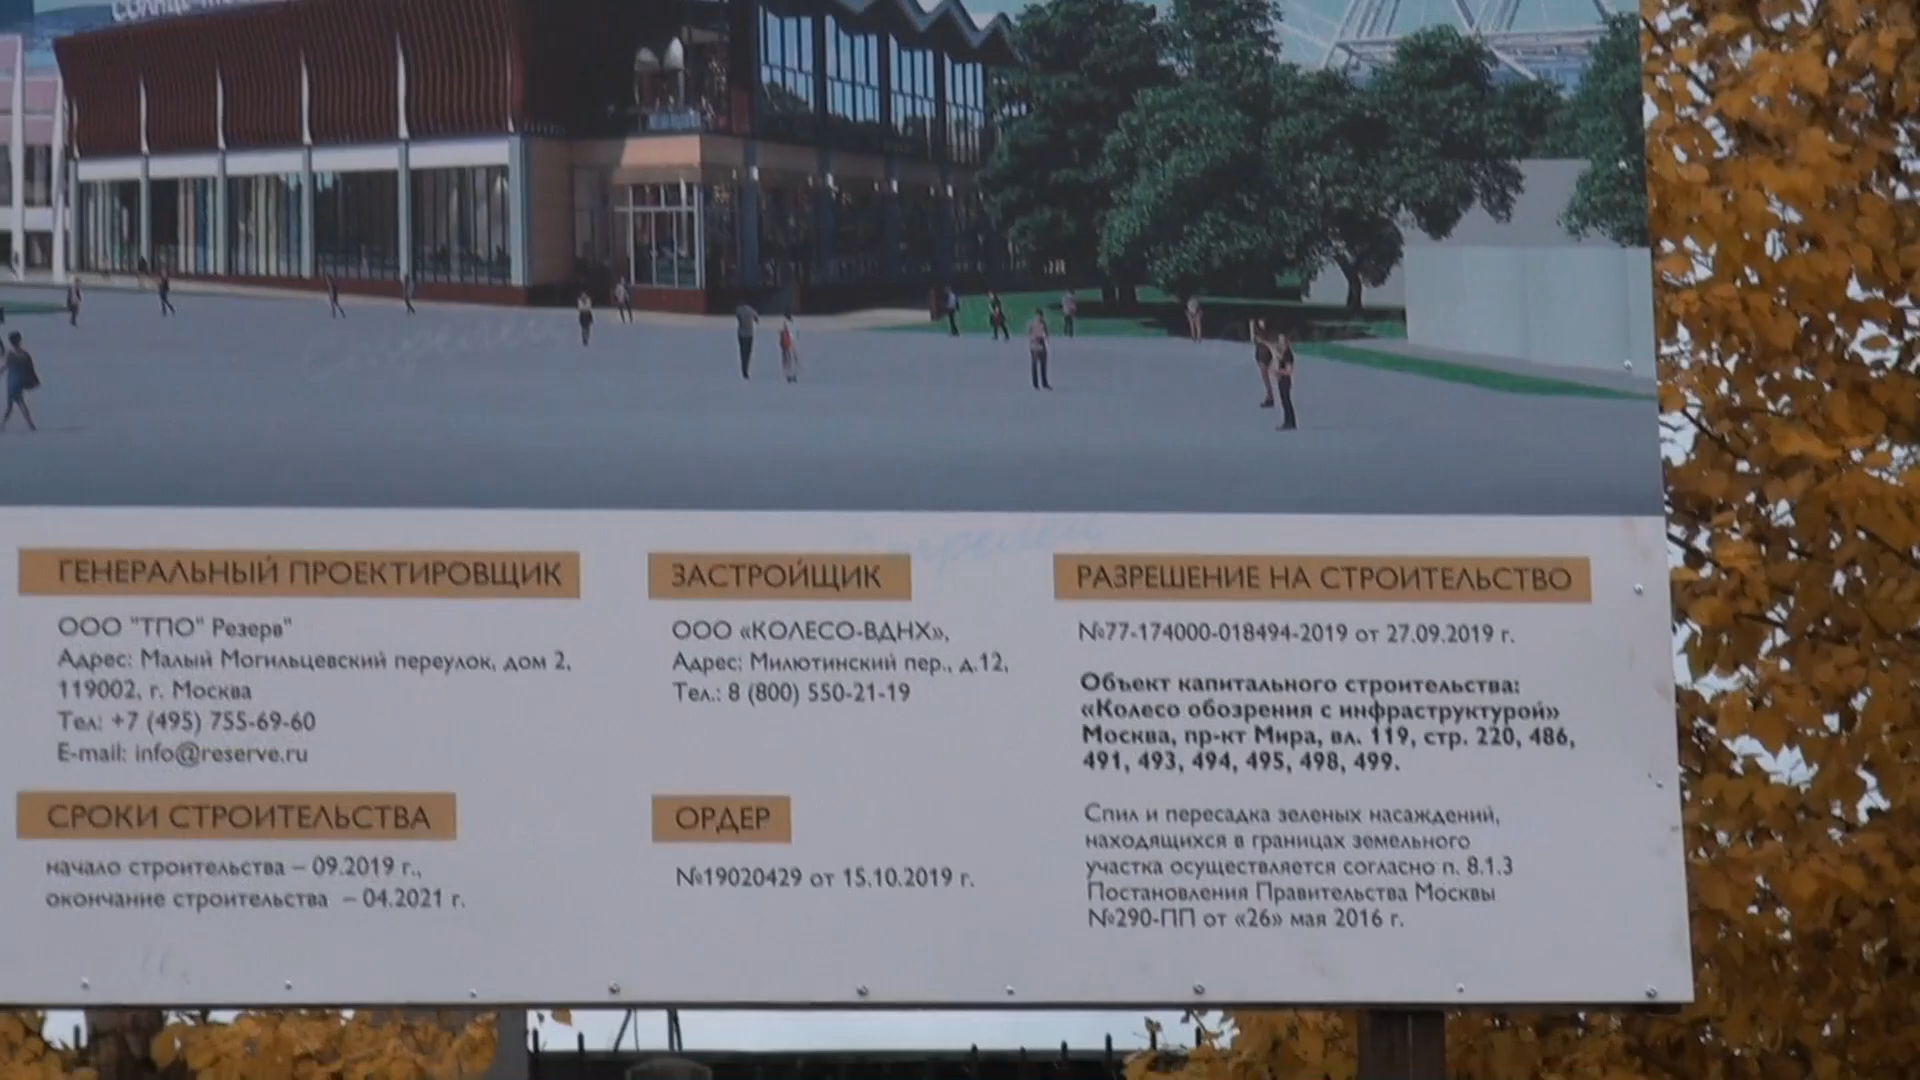 ГЕНЕРАЛЬНЫЙ ПРОЕКТИРОВЩИК
ООО "ТПО" Резерв"
Адрес: Малый Могильцевский переулок, дом 2,
119002, г. Москва
Тел: +7 (495) 755-69-60
E-mail: info@reserve.ru
СРОКИ СТРОИТЕЛЬСТВА
начало строительства – 09.2019 г.,
окончание строительства – 04.2021 г.
ЗАСТРОЙЩИК
ООО «КОЛЕСО-ВДНХ»,
Адрес: Милютинский пер., д.12,
Тел.: 8 (800) 550-21-19
ОРДЕР
№19020429 от 15.10.2019 г.
РАЗРЕШЕНИЕ НА СТРОИТЕЛЬСТВО
№77-174000-018494-2019 от 27.09.2019 г.
Объект капитального строительства:
«Колесо обозрения с инфраструктурой»
Москва, пр-кт Мира, вл. 119, стр. 220, 486,
491, 493, 494, 495, 498, 499.
Спил и пересадка зеленых насаждений,
находящихся в границах земельного
участка осуществляется согласно п. 8.1.3
Постановления Правительства Москвы
№290-ПП от «26» мая 2016 г.